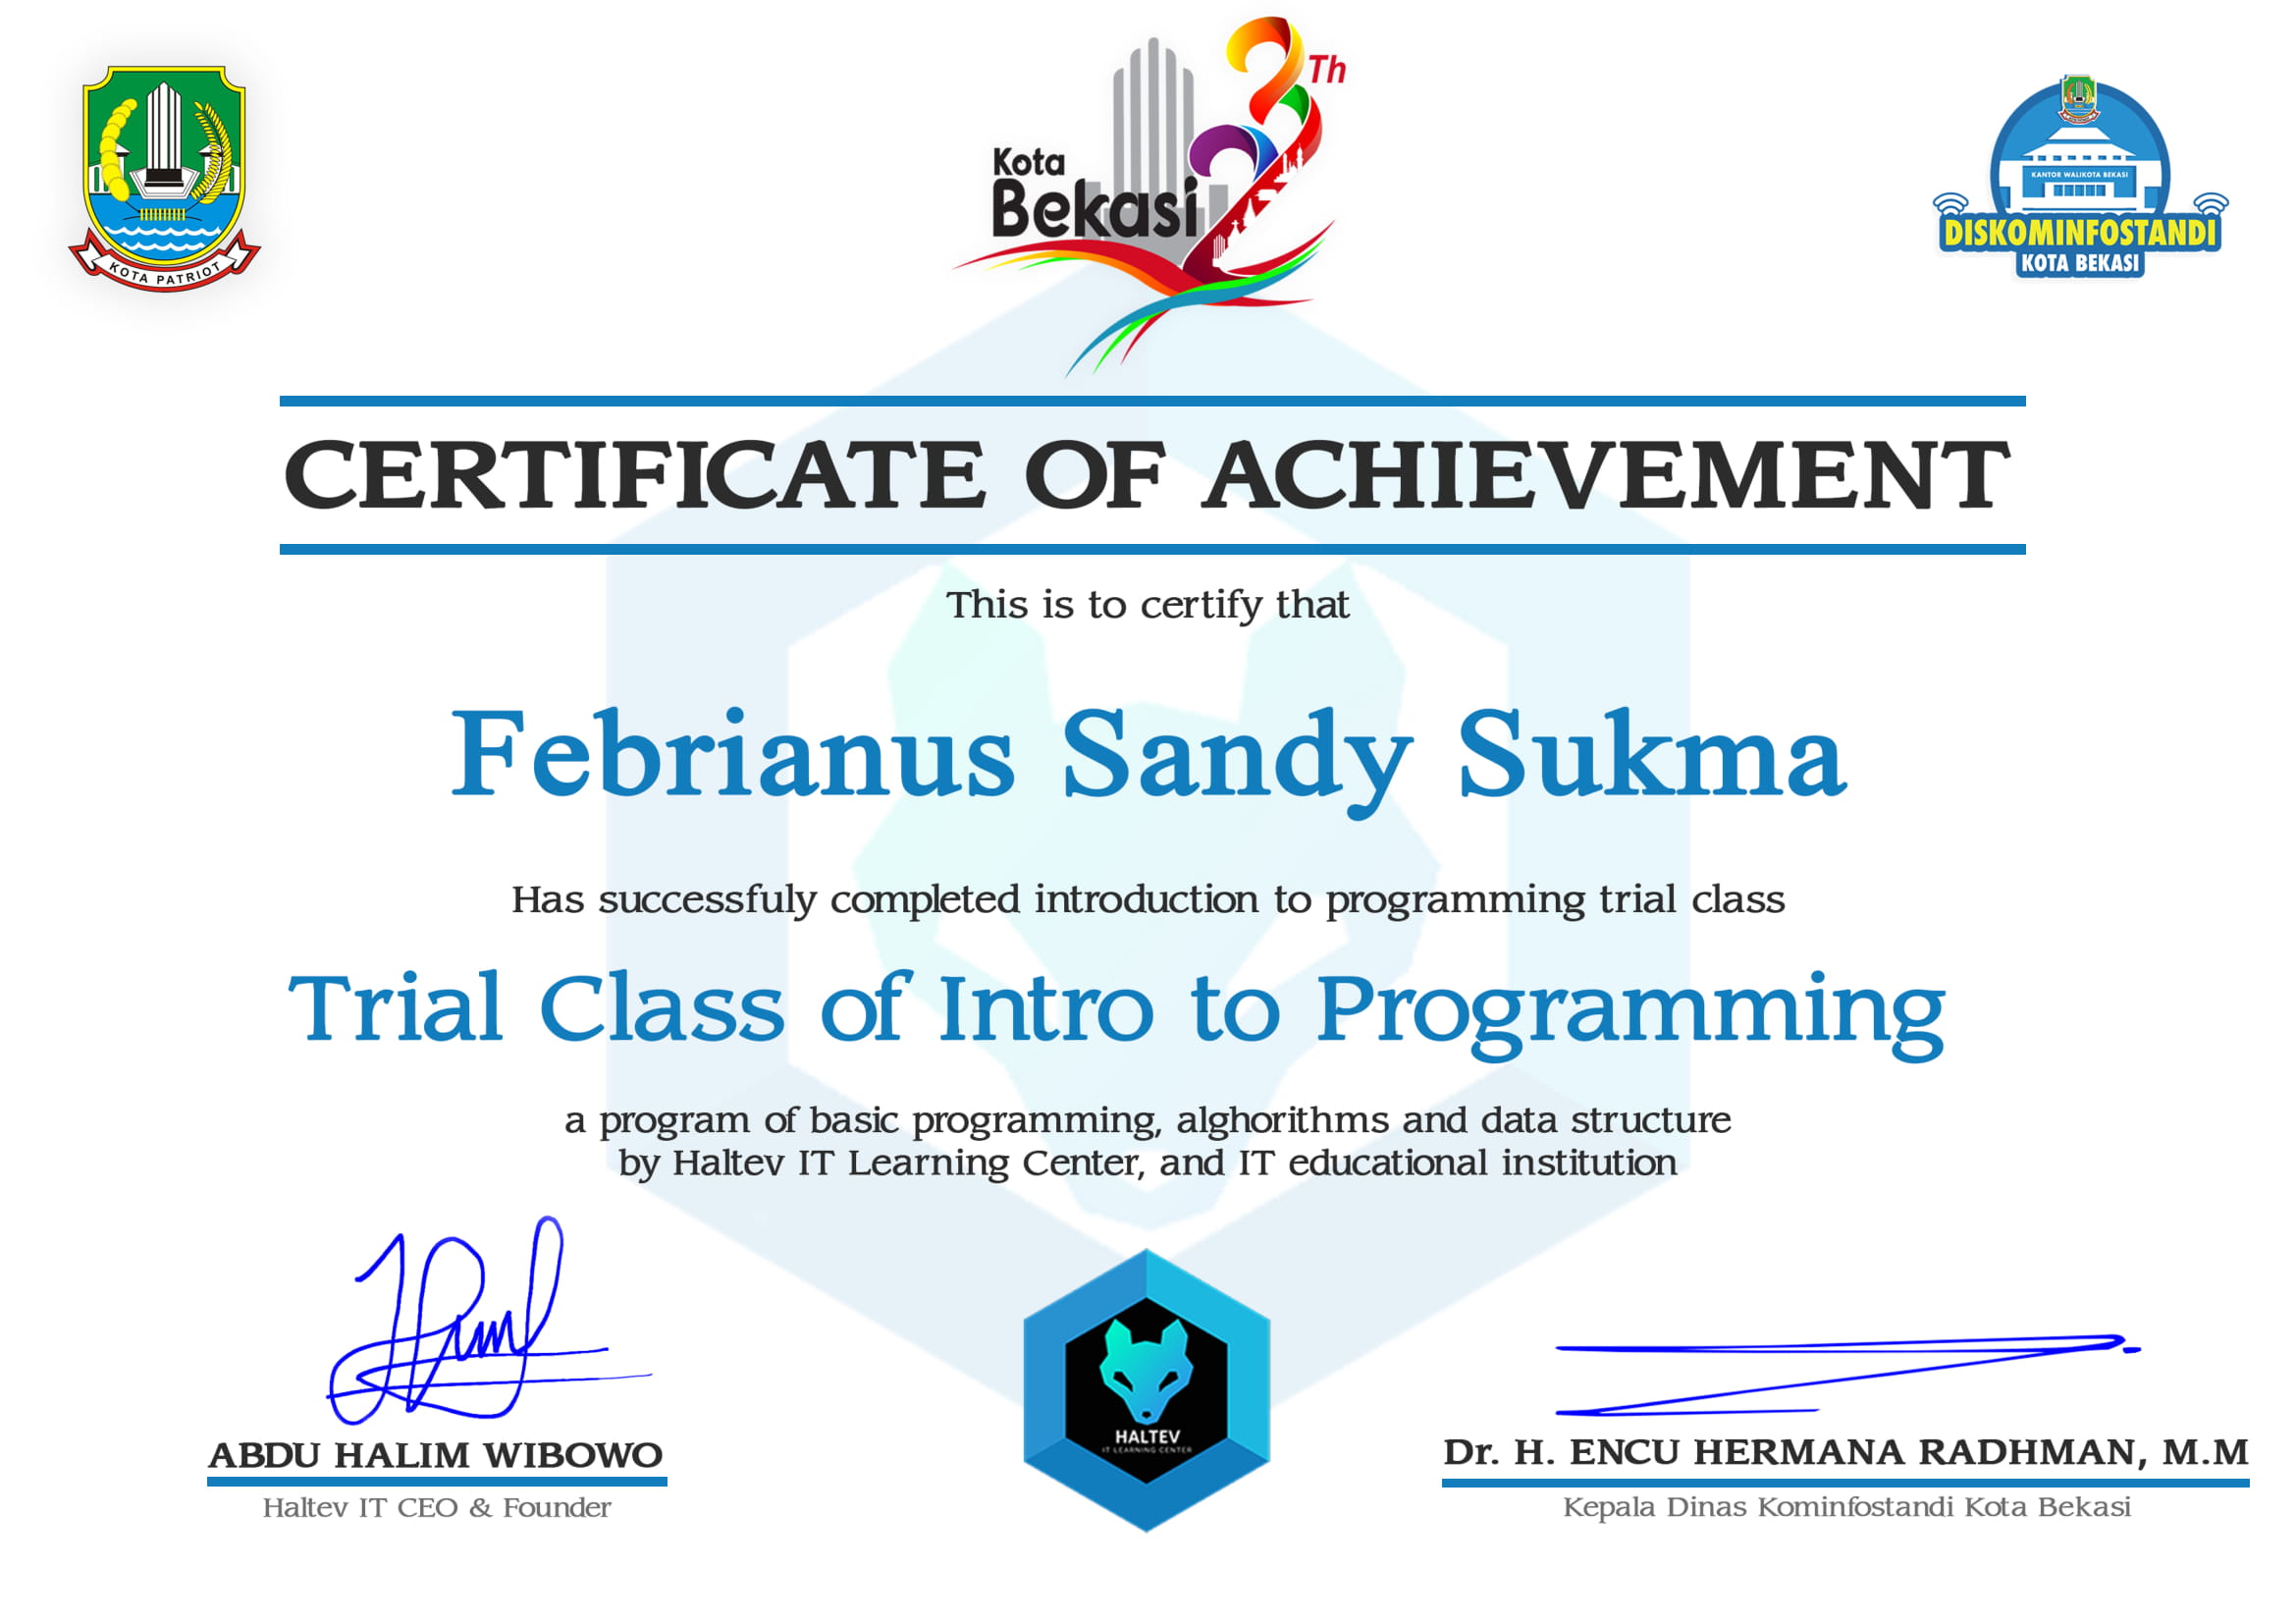 KOTA PATRIOT
Kota
Bekasi
Th
KANTOR WALIKOTA BEKASI
DISKOMINFOSTANDI
KOTA BEKASI
CERTIFICATE OF ACHIEVEMENT
This is to certify that
Febrianus Sandy Sukma
Has successfuly completed introduction to programming trial class
Trial Class of Intro to Programming
a program of basic programming, alghorithms and data structure
by Haltev IT Learning Center, and IT educational institution
HALTEV
IT LEARNING CENTER
ABDU HALIM WIBOWO
Haltev IT CEO & Founder
Dr. H. ENCU HERMANA RADHMAN, M.M
Kepala Dinas Kominfostandi Kota Bekasi